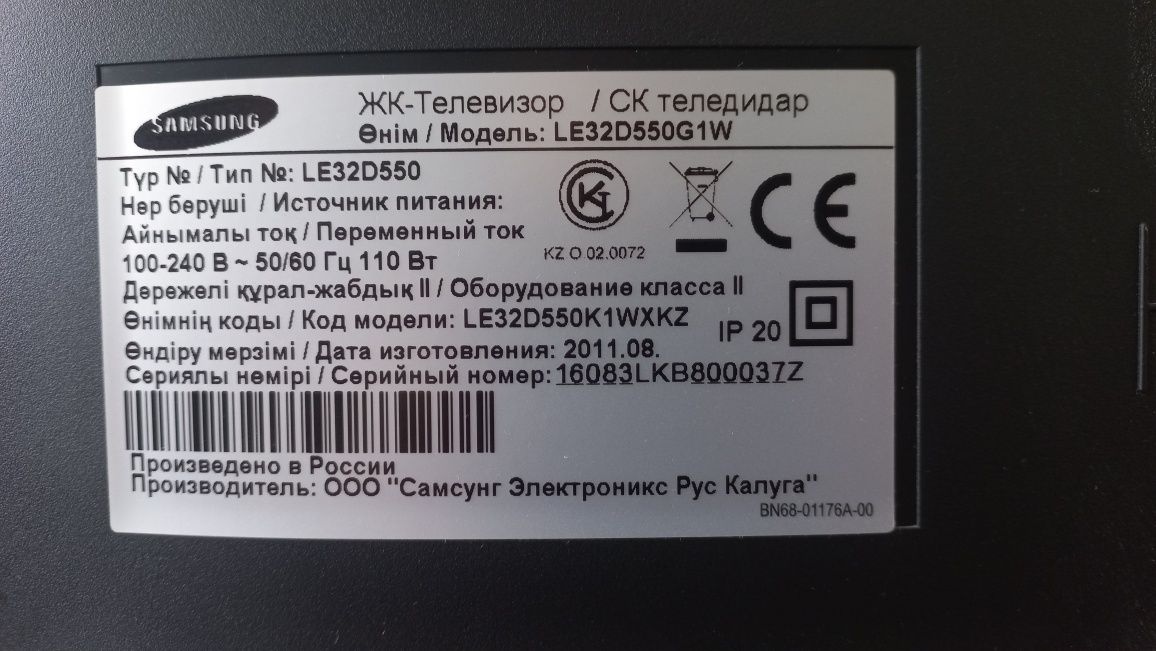 SAMSUNG
ЖК-Телевизор / СК теледидар
Өнім / Модель: LE32D550G1W
Түр № / Тип №: LE32D550
Нәр беруші / Источник питания:
Айнымалы тоқ / Переменный ток
100-240 В ~ 50/60 Гц 110 Вт
KZ O.02.0072
Дәрежелі құрал-жабдық II / Оборудование класса II
Өнімнің коды / Код модели: LE32D550K1WXKZ
IP 20
Өндіру мерзімі / Дата изготовления: 2011.08.
Сериялы нөмірі / Серийный номер: 16083LKB800037Z
Произведено в России
Производитель: ООО "Самсунг Электроникс Рус Калуга"
BN68-01176A-00